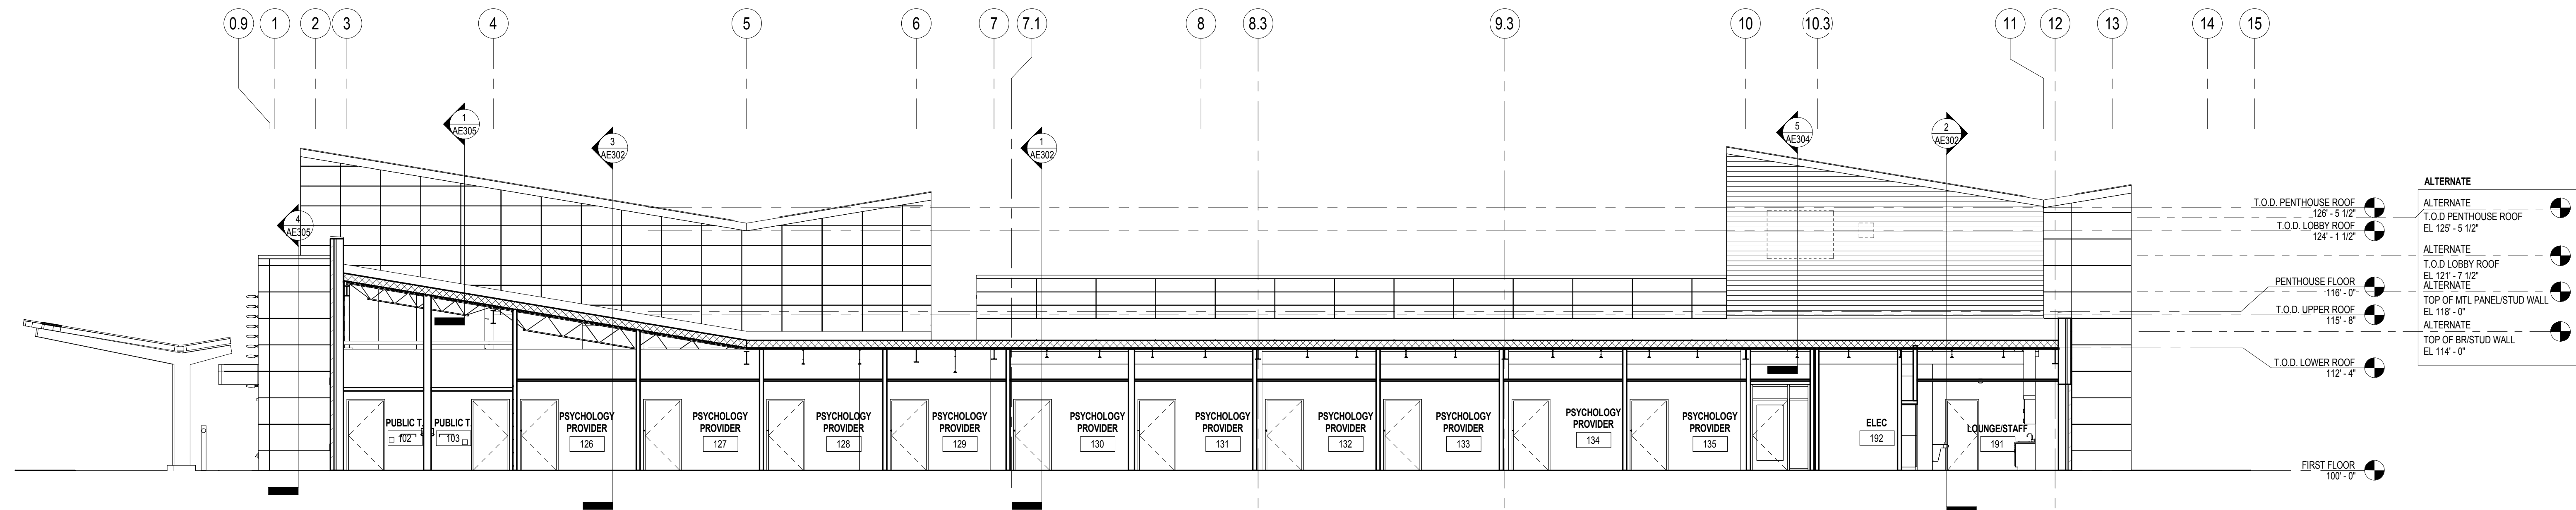 0.9 1 2 3 4 5 6 7 7.1 8 8.3 9.3 10 10.3 11 12 13 14 15
1
AE305
3
AE302
1
AE302
5
AE304
2
AE302
4
AE305
T.O.D. PENTHOUSE ROOF
126' - 5 1/2"
T.O.D. LOBBY ROOF
124' - 1 1/2"
PENTHOUSE FLOOR
116' - 0"
T.O.D. UPPER ROOF
115' - 8"
T.O.D. LOWER ROOF
112' - 4"
FIRST FLOOR
100' - 0"
ALTERNATE
ALTERNATE
T.O.D PENTHOUSE ROOF
EL 125' - 5 1/2"
ALTERNATE
T.O.D LOBBY ROOF
EL 121' - 7 1/2"
ALTERNATE
TOP OF MTL PANEL/STUD WALL
EL 118' - 0"
ALTERNATE
TOP OF BR/STUD WALL
EL 114' - 0"
PUBLIC T.
102
PUBLIC T.
103
PSYCHOLOGY
PROVIDER
126
PSYCHOLOGY
PROVIDER
127
PSYCHOLOGY
PROVIDER
128
PSYCHOLOGY
PROVIDER
129
PSYCHOLOGY
PROVIDER
130
PSYCHOLOGY
PROVIDER
131
PSYCHOLOGY
PROVIDER
132
PSYCHOLOGY
PROVIDER
133
PSYCHOLOGY
PROVIDER
134
PSYCHOLOGY
PROVIDER
135
ELEC
192
LOUNGE/STAFF
191